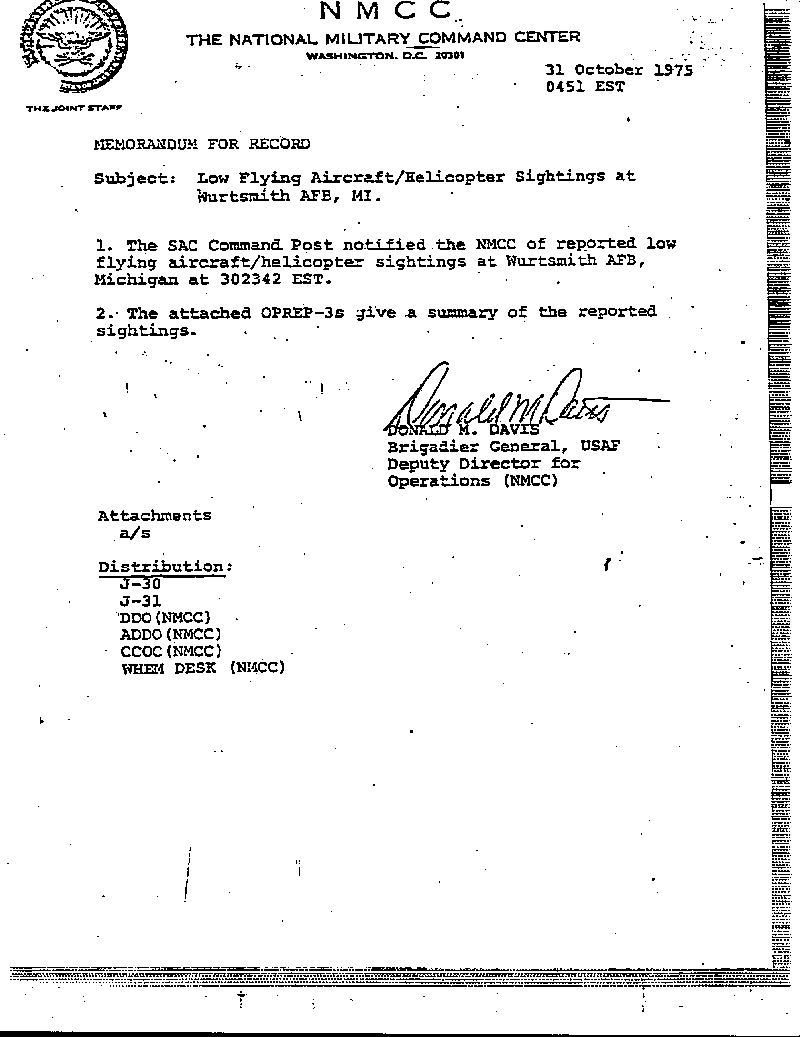 N M C C
THE NATIONAL MILITARY COMMAND CENTER
WASHINGTON, D.C. 20301
31 October 1975
0451 EST
THE JOINT STAFF
MEMORANDUM FOR RECORD
Subject: Low Flying Aircraft/Helicopter Sightings at
Wurtsmith AFB, MI.
1. The SAC Command Post notified the NMCC of reported low
flying aircraft/helicopter sightings at Wurtsmith AFB,
Michigan at 302342 EST.
2. The attached OPREP-3s give a summary of the reported
sightings.
Donald M Davis
DONALD M. DAVIS
Brigadier General, USAF
Deputy Director for
Operations (NMCC)
Attachments
a/s
Distribution:
J-30
J-31
DDO (NMCC)
ADDO (NMCC)
CCOC (NMCC)
WHEM DESK (NMCC)